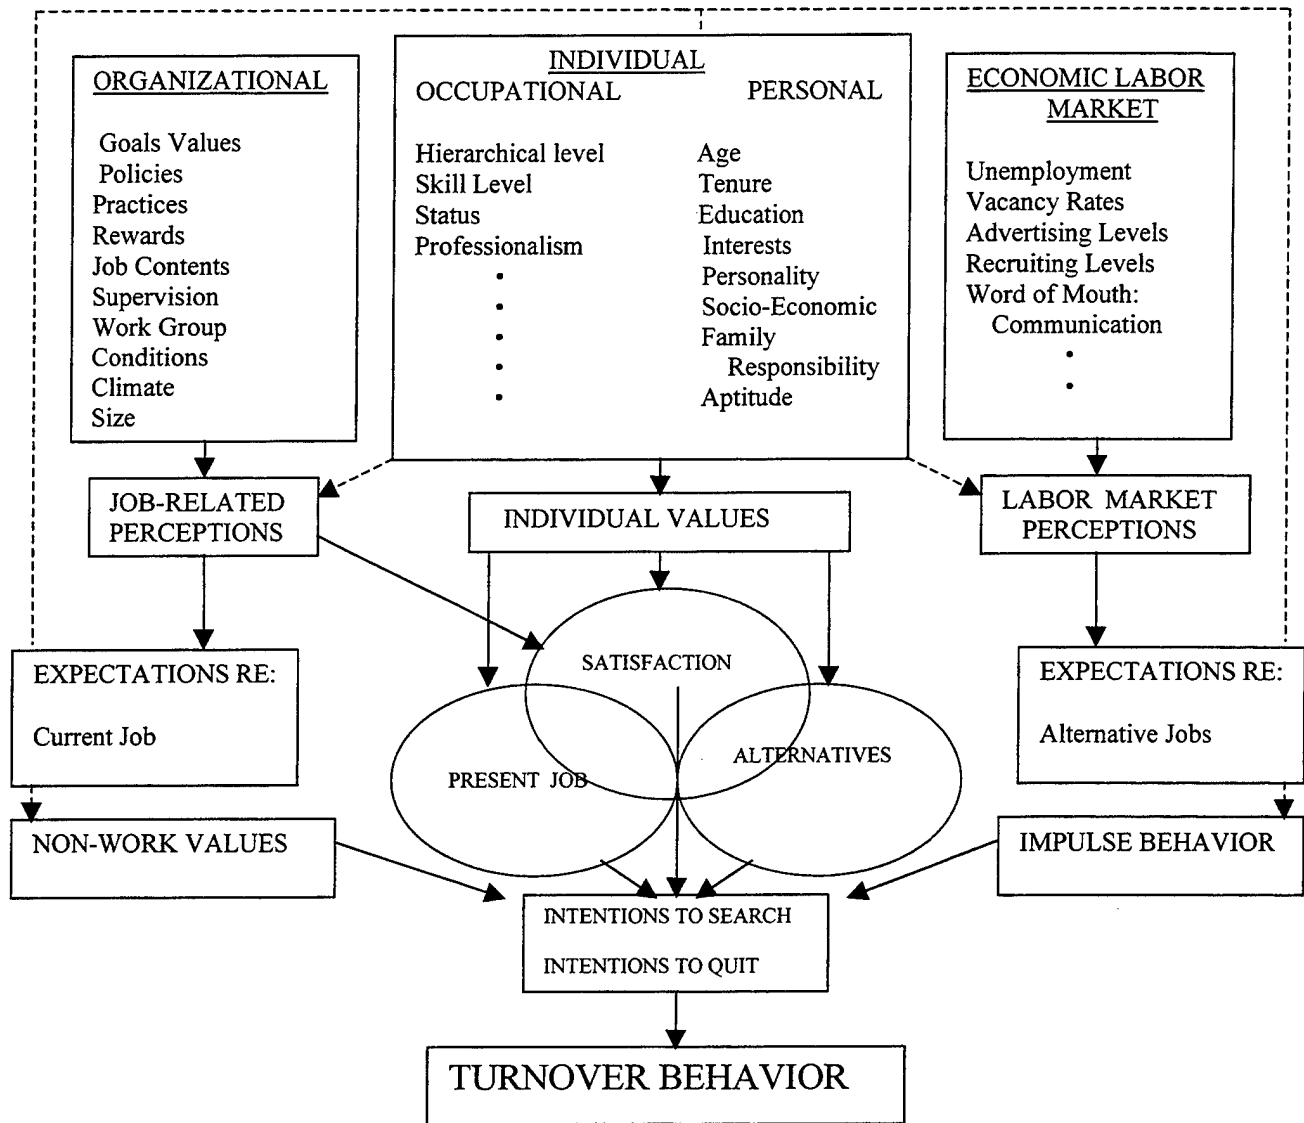 ORGANIZATIONAL
Goals Values
Policies
Practices
Rewards
Job Contents
Supervision
Work Group
Conditions
Climate
Size
INDIVIDUAL
OCCUPATIONAL PERSONAL
Hierarchical level
Skill Level
Status
Professionalism
•
•
•
•
•
Age
Tenure
Education
Interests
Personality
Socio-Economic
Family
Responsibility
Aptitude
ECONOMIC LABOR
MARKET
Unemployment
Vacancy Rates
Advertising Levels
Recruiting Levels
Word of Mouth:
Communication
•
•
JOB-RELATED
PERCEPTIONS
INDIVIDUAL VALUES
LABOR MARKET
PERCEPTIONS
EXPECTATIONS RE:
Current Job
SATISFACTION
PRESENT JOB
ALTERNATIVES
EXPECTATIONS RE:
Alternative Jobs
NON-WORK VALUES
IMPULSE BEHAVIOR
INTENTIONS TO SEARCH
INTENTIONS TO QUIT
TURNOVER BEHAVIOR